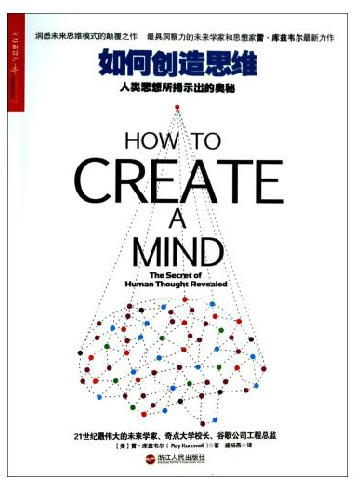 洞悉未来思维模式的颠覆之作 最具洞察力的未来学家和思想家雷·库兹韦尔最新力作
如何创造思维
人类思想所揭示出的奥秘
HOW TO
CREATE
A
MIND
The Secret of
Human Thought Revealed
21世纪最伟大的未来学家、奇点大学校长、谷歌公司工程总监
[美] 雷·库兹韦尔 (Ray Kurzweil) 著 盛杨燕 译
浙江人民出版社